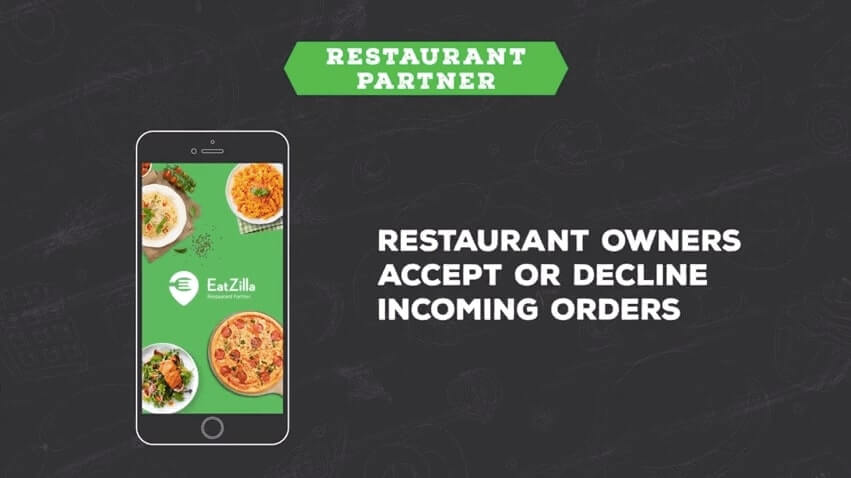 RESTAURANT
PARTNER
EatZilla
Restaurant Partner
RESTAURANT OWNERS
ACCEPT OR DECLINE
INCOMING ORDERS